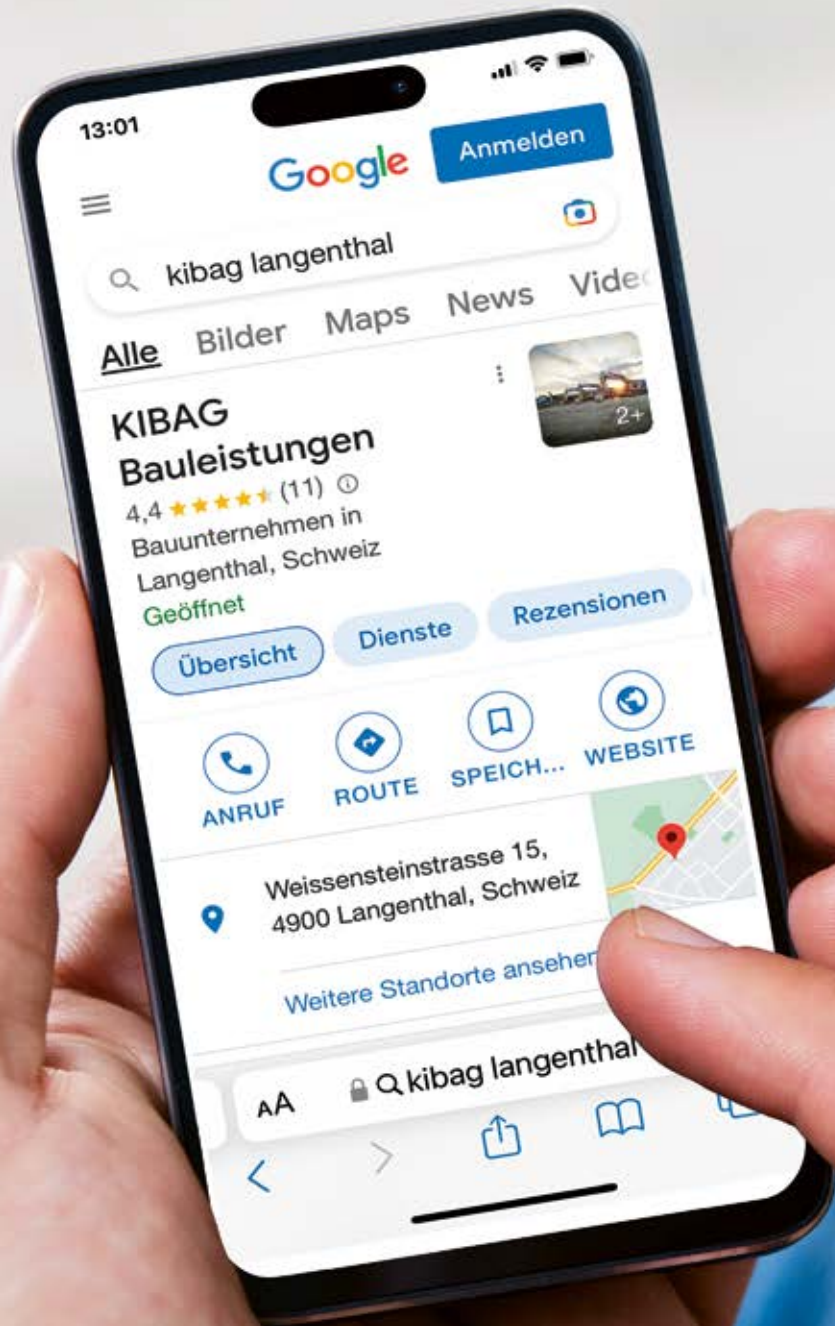 13:01
Google
Anmelden
kibag langenthal
Alle Bilder Maps News Vide
KIBAG
Bauleistungen
2+
4,4 (11)
Bauunternehmen in
Langenthal, Schweiz
Geöffnet
Übersicht Dienste Rezensionen
ANRUF ROUTE SPEICH... WEBSITE
Weissensteinstrasse 15,
4900 Langenthal, Schweiz
Weitere Standorte ansehen
AA kibag langenthal